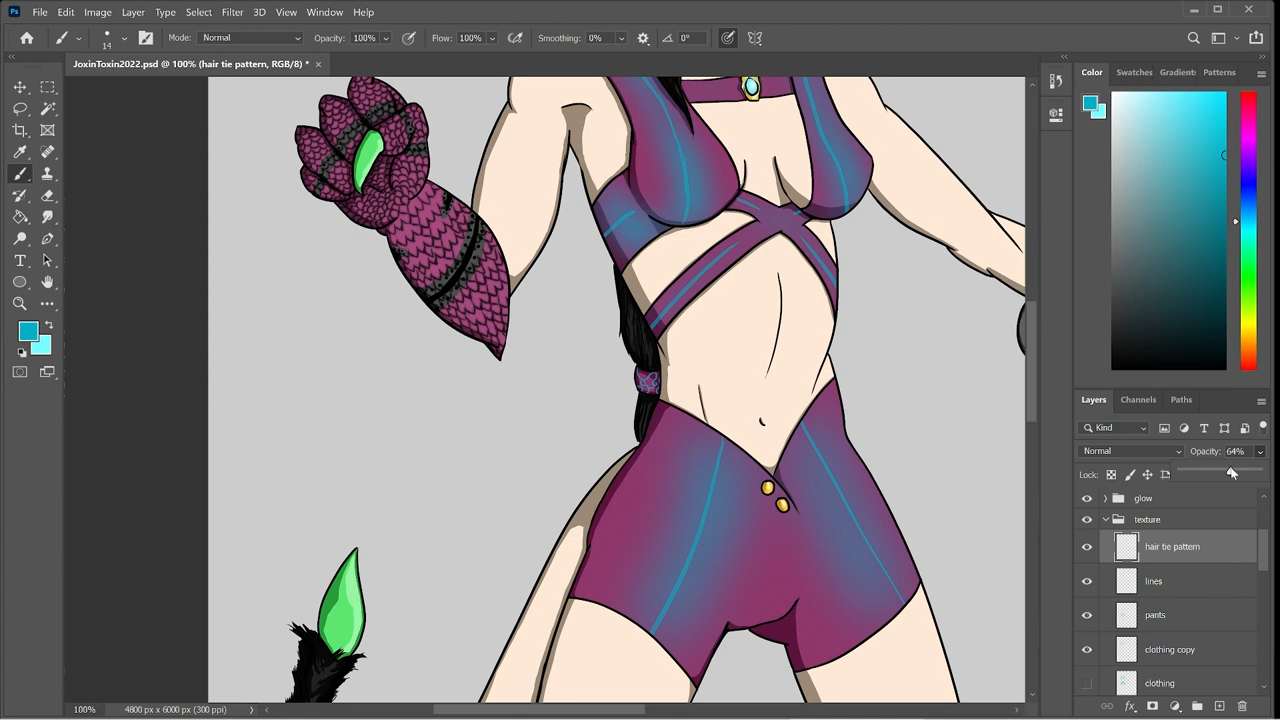 Ps File Edit Image Layer Type Select Filter 3D View Window Help
14 Mode: Normal Opacity: 100% Flow: 100% Smoothing: 0% 0°
JoxinToxin2022.psd @ 100% (hair tie pattern, RGB/8) * ×
Color Swatches Gradient: Patterns
Layers Channels Paths
Kind
Normal Opacity: 64%
Lock:
glow
texture
hair tie pattern
lines
pants
clothing copy
clothing
fx
100% 4800 px x 6000 px (300 ppi)